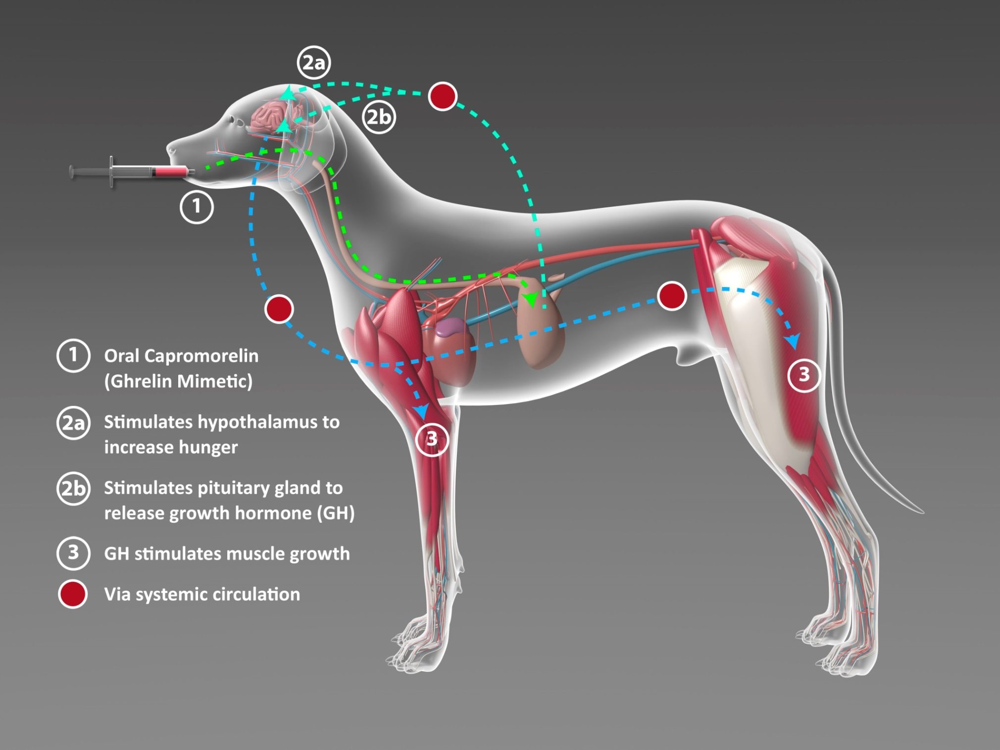 2a
2b
1
3
3
1 Oral Capromorelin
(Ghrelin Mimetic)
2a Stimulates hypothalamus to
increase hunger
2b Stimulates pituitary gland to
release growth hormone (GH)
3 GH stimulates muscle growth
Via systemic circulation